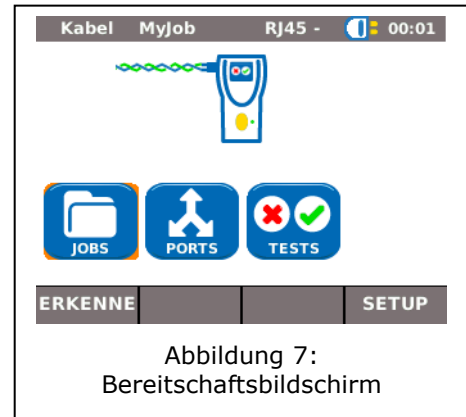 Kabel MyJob RJ45 - 00:01
JOBS PORTS TESTS
ERKENNE SETUP
Abbildung 7:
Bereitschaftsbildschirm